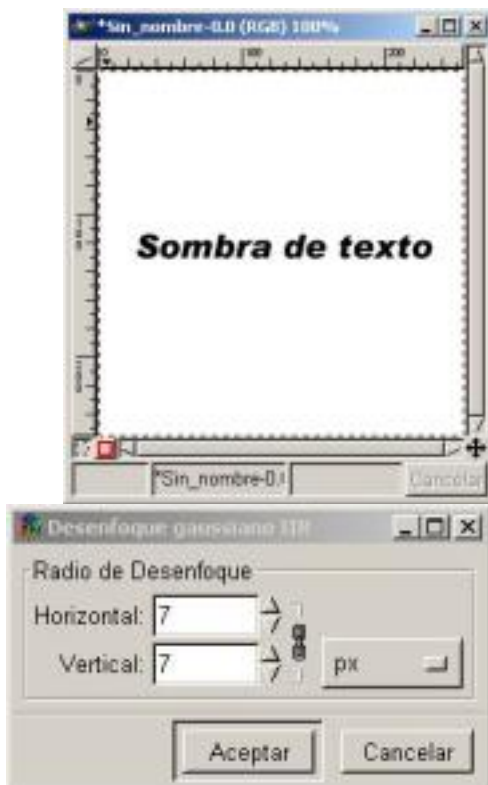 *Sin_nombre-0.0 (RGB) 100%
0 100 200
Sombra de texto
*Sin_nombre-0.(
Cancelar
Desenfoque gaussiano IIR
Radio de Desenfoque
Horizontal: 7
Vertical: 7
px
Aceptar Cancelar